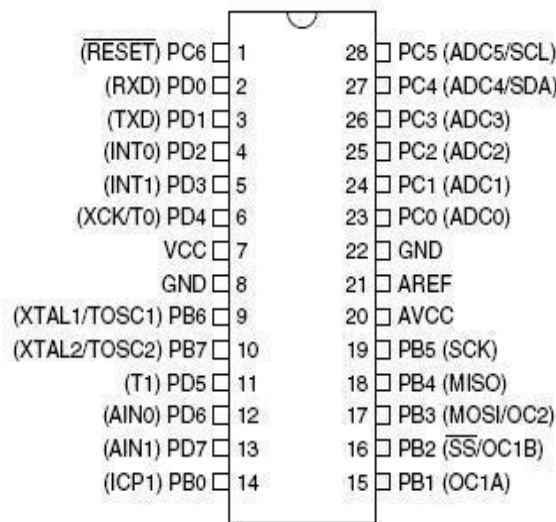 (RESET) PC6 1 28 PC5 (ADC5/SCL)
(RXD) PD0 2 27 PC4 (ADC4/SDA)
(TXD) PD1 3 26 PC3 (ADC3)
(INT0) PD2 4 25 PC2 (ADC2)
(INT1) PD3 5 24 PC1 (ADC1)
(XCK/T0) PD4 6 23 PC0 (ADC0)
VCC 7 22 GND
GND 8 21 AREF
(XTAL1/TOSC1) PB6 9 20 AVCC
(XTAL2/TOSC2) PB7 10 19 PB5 (SCK)
(T1) PD5 11 18 PB4 (MISO)
(AIN0) PD6 12 17 PB3 (MOSI/OC2)
(AIN1) PD7 13 16 PB2 (SS/OC1B)
(ICP1) PB0 14 15 PB1 (OC1A)